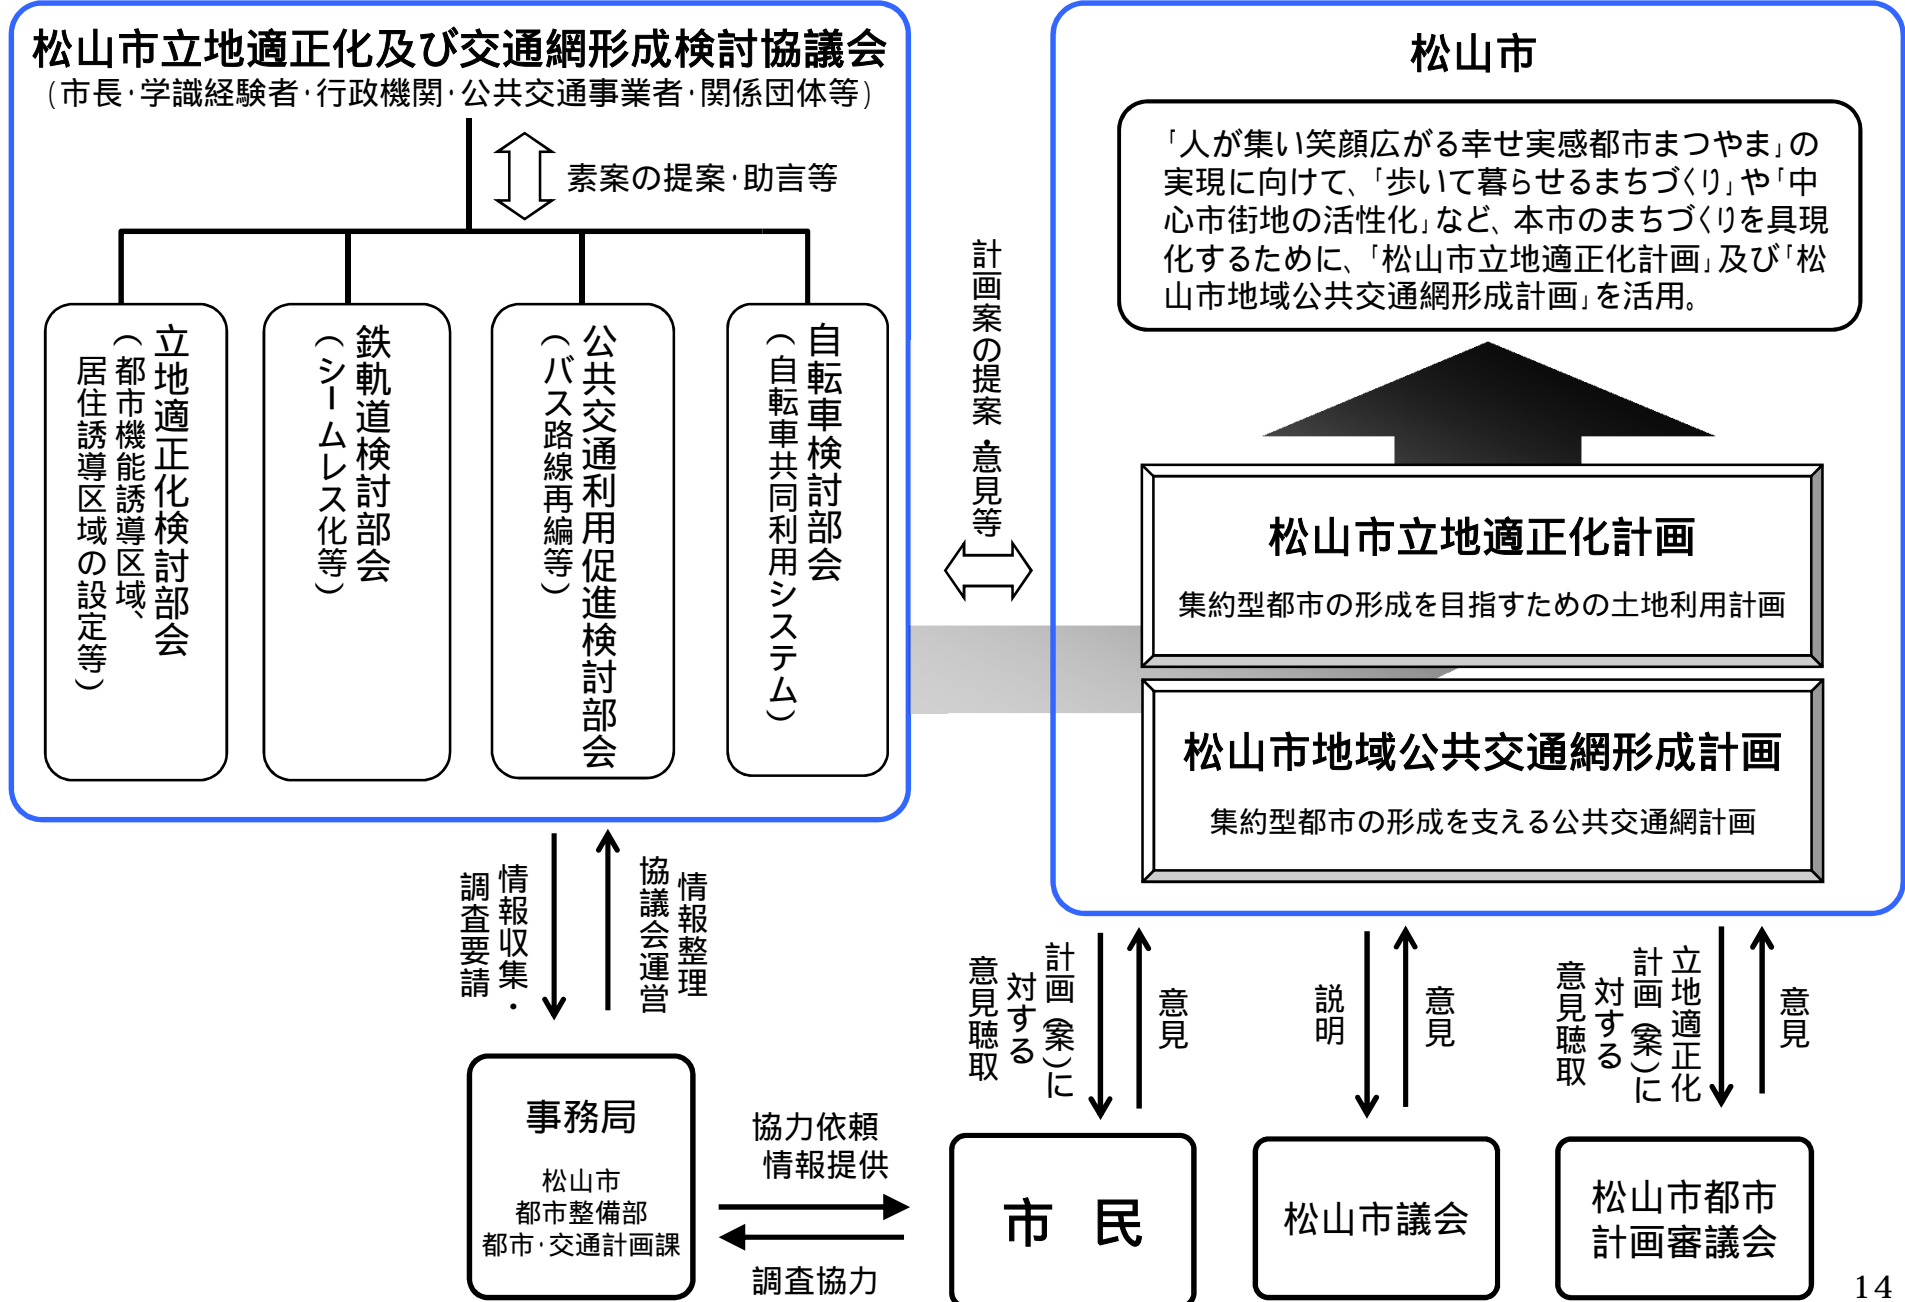 松山市立地適正化及び交通網形成検討協議会
(市長・学識経験者・行政機関・公共交通事業者・関係団体等)
素案の提案・助言等
立地適正化検討部会
(都市機能誘導区域、
居住誘導区域の設定等)
鉄軌道検討部会
(シームレス化等)
公共交通利用促進検討部会
(バス路線再編等)
自転車検討部会
(自転車共同利用システム)
計画案の提案・意見等
松山市
「人が集い笑顔広がる幸せ実感都市まつやま」の
実現に向けて、「歩いて暮らせるまちづくり」や「中
心市街地の活性化」など、本市のまちづくりを具現
化するために、「松山市立地適正化計画」及び「松
山市地域公共交通網形成計画」を活用。
松山市立地適正化計画
集約型都市の形成を目指すための土地利用計画
松山市地域公共交通網形成計画
集約型都市の形成を支える公共交通網計画
情報収集・
調査要請
情報整理
協議会運営
計画(案)に
対する
意見聴取
意見
説明
意見
立地適正化
計画(案)に
対する
意見聴取
意見
事務局
松山市
都市整備部
都市・交通計画課
協力依頼
情報提供
調査協力
市 民
松山市議会
松山市都市
計画審議会
14